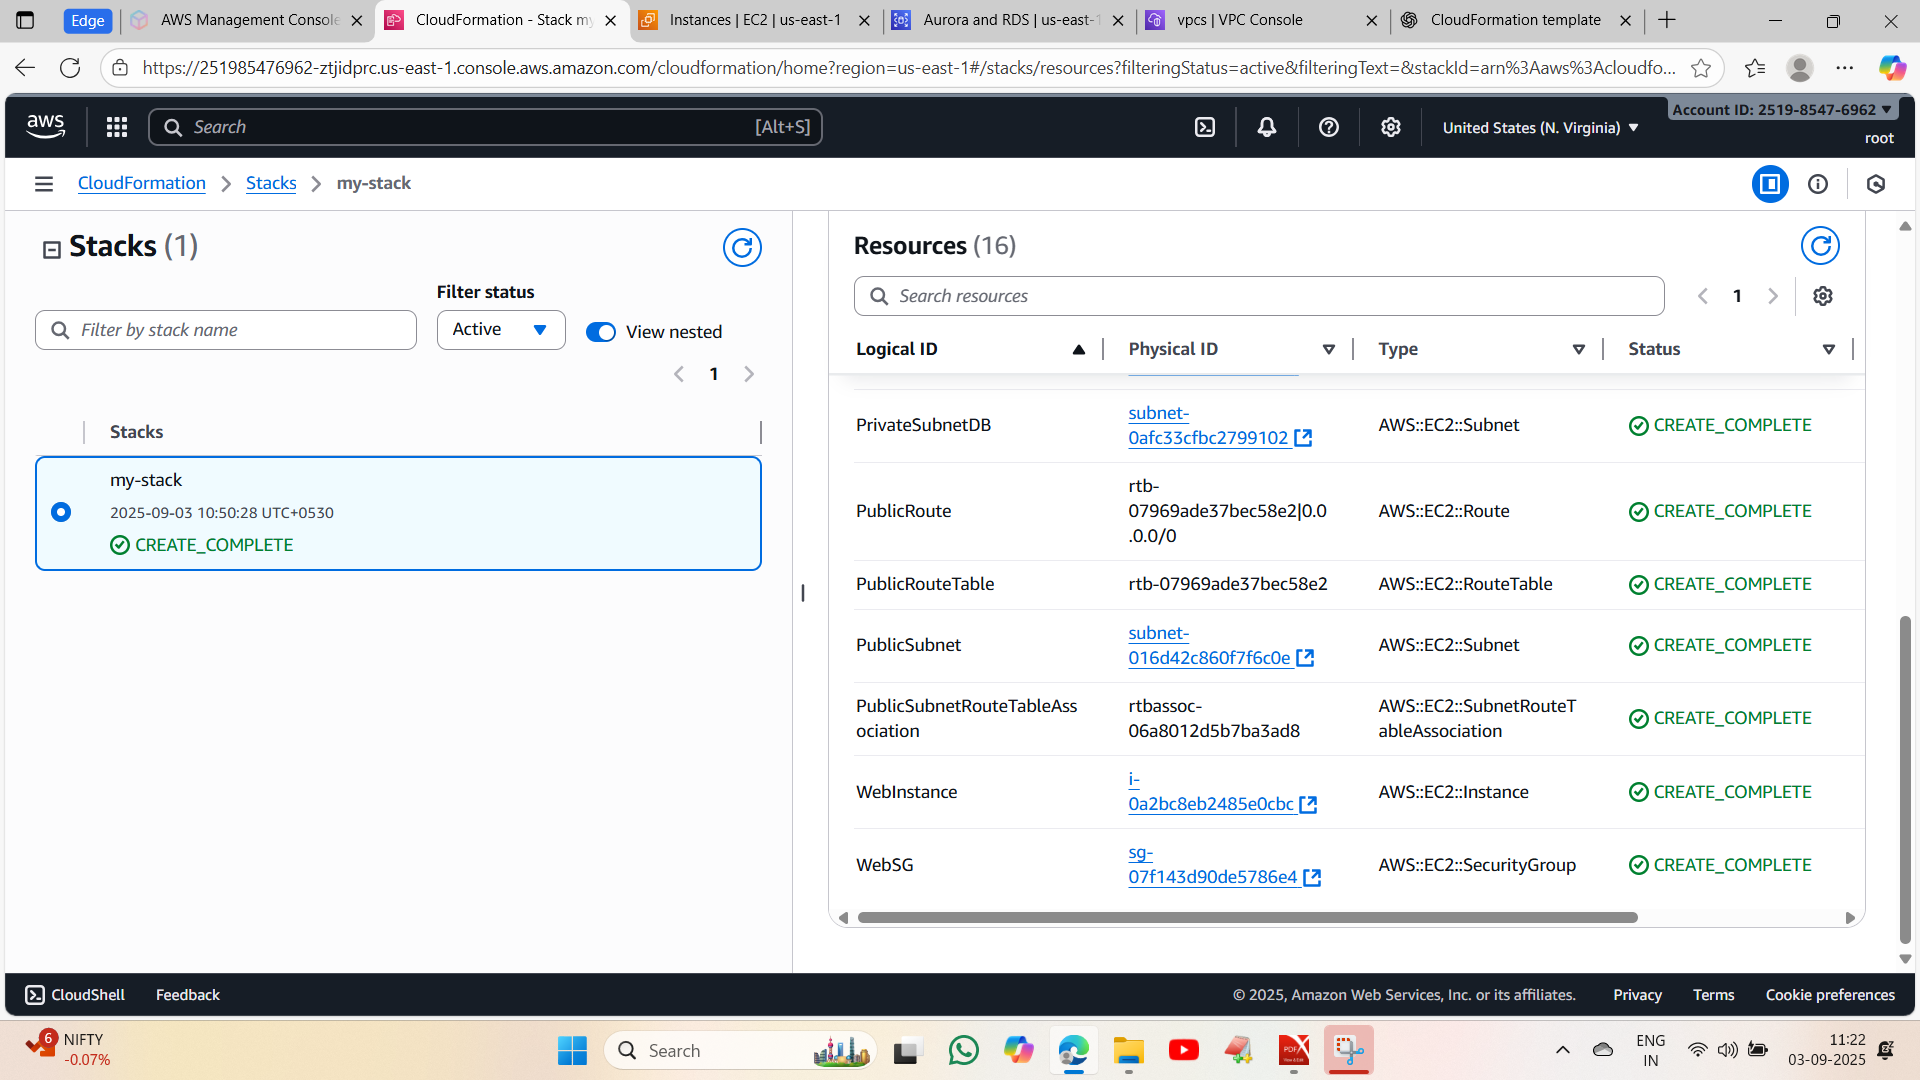 Edge
AWS Management Console
CloudFormation - Stack my
Instances | EC2 | us-east-1
Aurora and RDS | us-east-1
vpcs | VPC Console
CloudFormation template
https://251985476962-ztjidprc.us-east-1.console.aws.amazon.com/cloudformation/home?region=us-east-1#/stacks/resources?filteringStatus=active&filteringText=&stackId=arn%3Aaws%3Acloudfo...
aws
Search
[Alt+S]
United States (N. Virginia)
Account ID: 2519-8547-6962
root
CloudFormation
Stacks
my-stack
Stacks (1)
Filter status
Filter by stack name
Active
View nested
1
Stacks
my-stack
2025-09-03 10:50:28 UTC+0530
CREATE_COMPLETE
Resources (16)
Search resources
1
Logical ID
Physical ID
Type
Status
PrivateSubnetDB
subnet-
0afc33cfbc2799102
AWS::EC2::Subnet
CREATE_COMPLETE
PublicRoute
rtb-
07969ade37bec58e2|0.0
.0.0/0
AWS::EC2::Route
CREATE_COMPLETE
PublicRouteTable
rtb-07969ade37bec58e2
AWS::EC2::RouteTable
CREATE_COMPLETE
PublicSubnet
subnet-
016d42c860f7f6c0e
AWS::EC2::Subnet
CREATE_COMPLETE
PublicSubnetRouteTableAss
ociation
rtbassoc-
06a8012d5b7ba3ad8
AWS::EC2::SubnetRouteT
ableAssociation
CREATE_COMPLETE
WebInstance
i-
0a2bc8eb2485e0cbc
AWS::EC2::Instance
CREATE_COMPLETE
WebSG
sg-
07f143d90de5786e4
AWS::EC2::SecurityGroup
CREATE_COMPLETE
CloudShell
Feedback
© 2025, Amazon Web Services, Inc. or its affiliates.
Privacy
Terms
Cookie preferences
6
NIFTY
-0.07%
Search
PDF
ENG
IN
11:22
03-09-2025